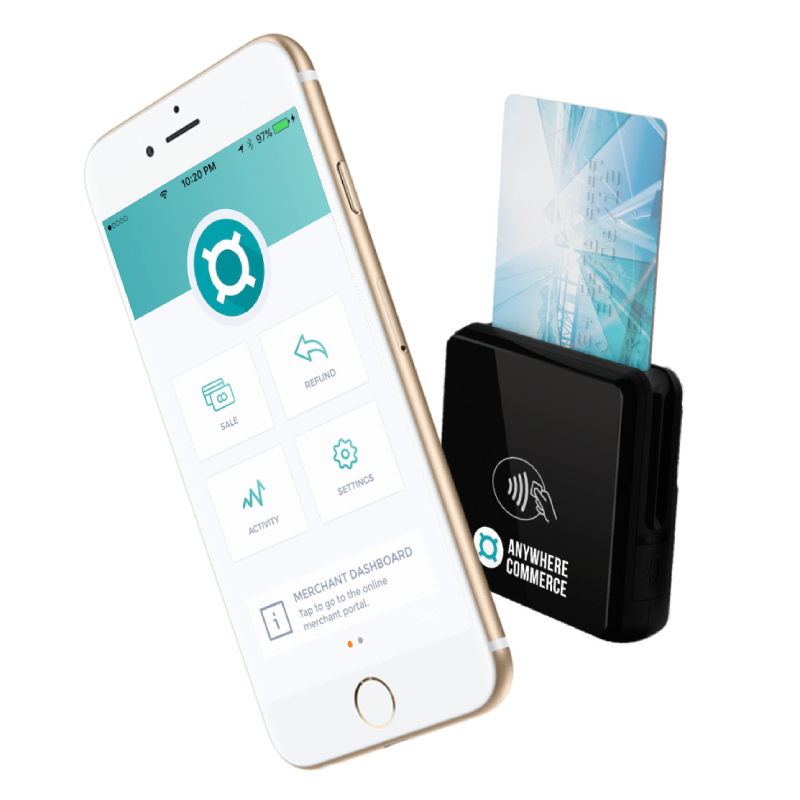 10:20 PM
97%
SALE
REFUND
ACTIVITY
SETTINGS
MERCHANT DASHBOARD
Tap to go to the online
merchant portal.
ANYWHERE
COMMERCE